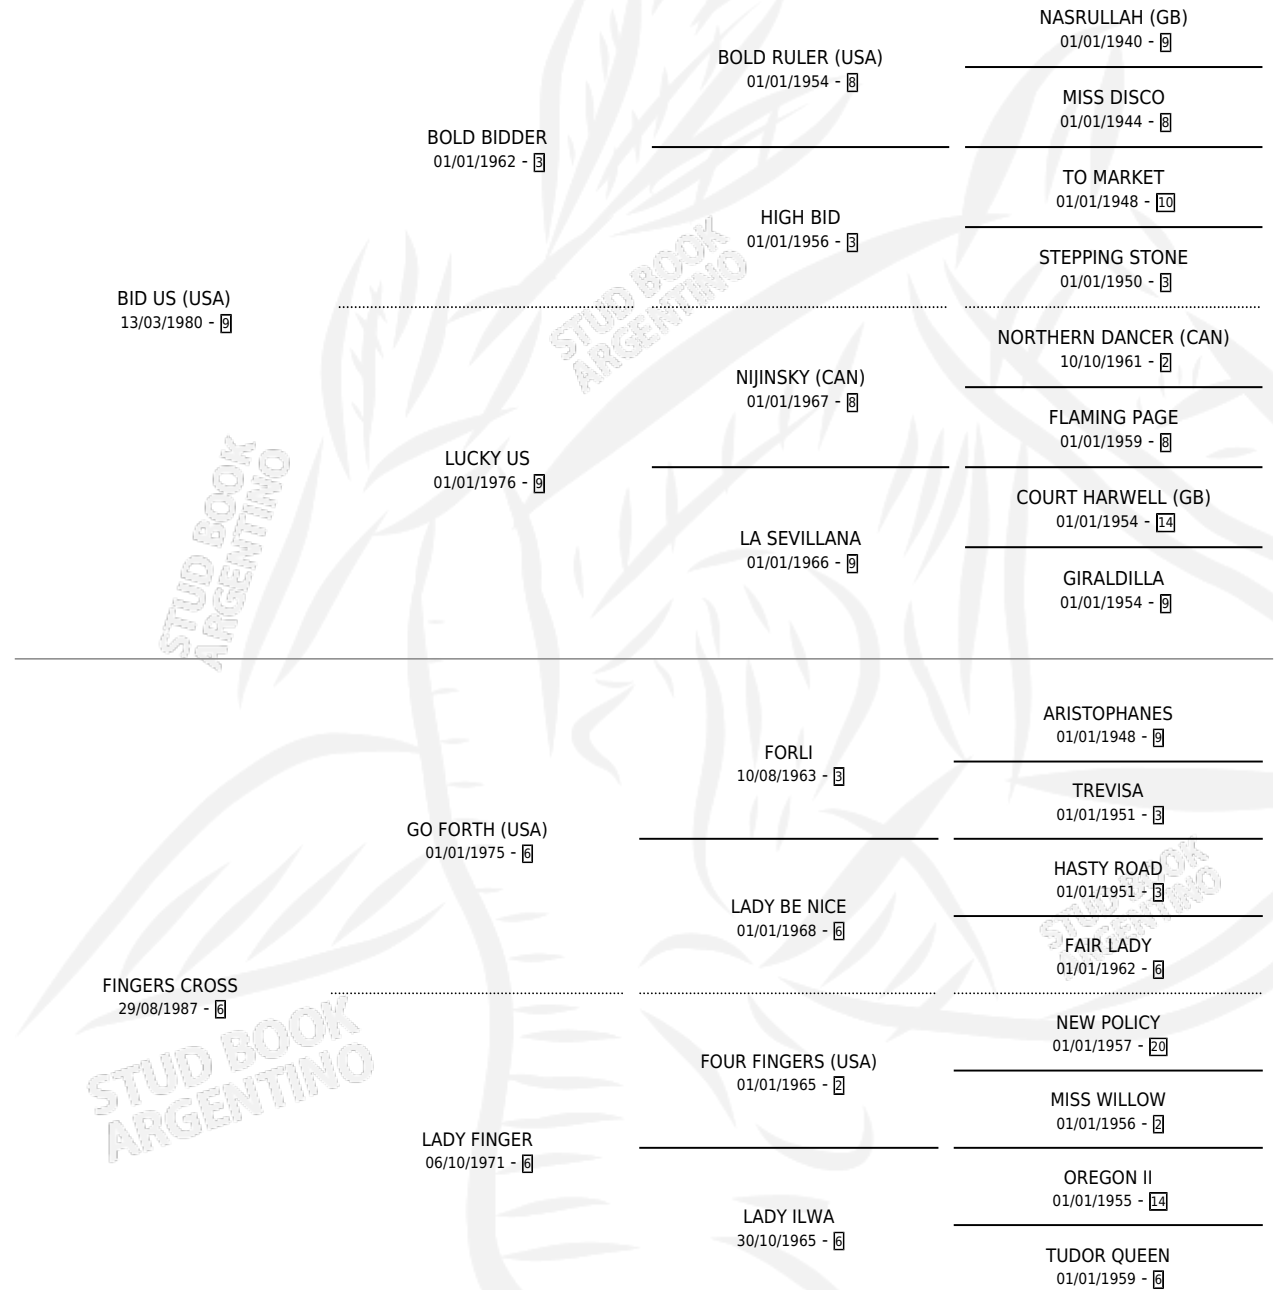 NASRULLAH (GB)
01/01/1940 - 9
BOLD RULER (USA)
01/01/1954 - 8
MISS DISCO
01/01/1944 - 8
BOLD BIDDER
01/01/1962 - 3
TO MARKET
01/01/1948 - 10
HIGH BID
01/01/1956 - 3
STEPPING STONE
01/01/1950 - 3
BID US (USA)
13/03/1980 - 9
NORTHERN DANCER (CAN)
10/10/1961 - 2
NIJINSKY (CAN)
01/01/1967 - 8
FLAMING PAGE
01/01/1959 - 8
LUCKY US
01/01/1976 - 9
COURT HARWELL (GB)
01/01/1954 - 14
LA SEVILLANA
01/01/1966 - 9
GIRALDILLA
01/01/1954 - 9
ARISTOPHANES
01/01/1948 - 9
FORLI
10/08/1963 - 3
TREVISA
01/01/1951 - 3
GO FORTH (USA)
01/01/1975 - 6
HASTY ROAD
01/01/1951 - 3
LADY BE NICE
01/01/1968 - 6
FAIR LADY
01/01/1962 - 6
FINGERS CROSS
29/08/1987 - 6
NEW POLICY
01/01/1957 - 20
FOUR FINGERS (USA)
01/01/1965 - 2
MISS WILLOW
01/01/1956 - 2
LADY FINGER
06/10/1971 - 6
OREGON II
01/01/1955 - 14
LADY ILWA
30/10/1965 - 6
TUDOR QUEEN
01/01/1959 - 6
STUD BOOK
ARGENTINO
STUD BOOK
ARGENTINO
STUD BOOK
ARGENTINO
STUD BOOK
ARGENTINO